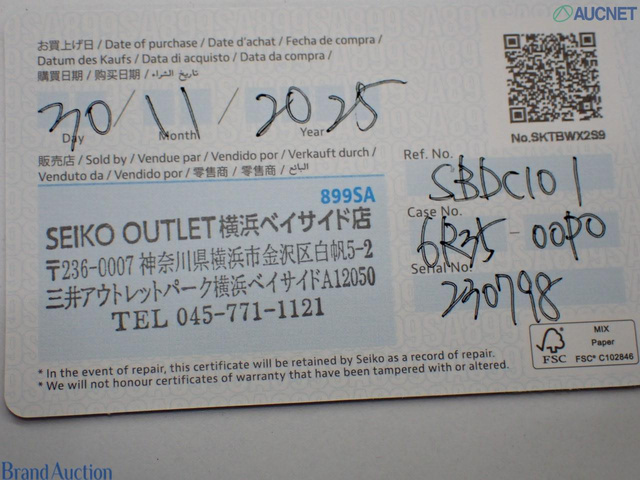 AUCNET
お買上げ日 / Date of purchase / Date d'achat / Fecha de compra /
Datum des Kaufs / Data di acquisto / Data da compra /
購買日期 / 购买日期 / تاريخ الشراء
30 / 11 / 2025
Day Month Year
No.SKTBWX2S9
販売店 / Sold by / Vendue par / Vendido por / Verkauft durch /
Venduto da / Vendido por / 零售商 / 零售商 / البائع
899SA
SEIKO OUTLET横浜ベイサイド店
〒236-0007 神奈川県横浜市金沢区白帆5-2
三井アウトレットパーク横浜ベイサイドA12050
TEL 045-771-1121
Ref. No.
SBDC101
Case No.
6R35-00P0
Serial No.
230798
FSC
MIX
Paper
FSC® C102846
* In the event of repair, this certificate will be retained by Seiko as a record of repair.
* We will not honour certificates of warranty that have been tampered with or altered.
Brand Auction